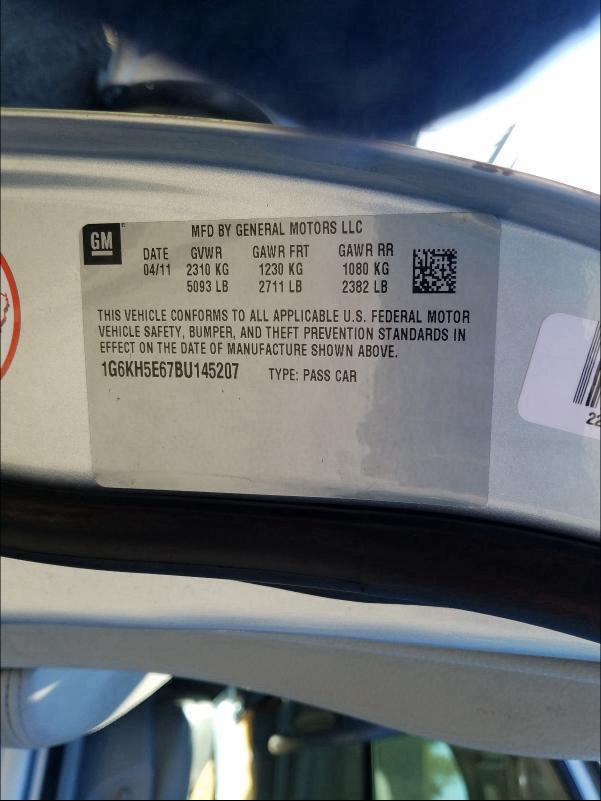 GM
MFD BY GENERAL MOTORS LLC
DATE GVWR GAWR FRT GAWR RR
04/11 2310 KG 1230 KG 1080 KG
5093 LB 2711 LB 2382 LB
THIS VEHICLE CONFORMS TO ALL APPLICABLE U.S. FEDERAL MOTOR
VEHICLE SAFETY, BUMPER, AND THEFT PREVENTION STANDARDS IN
EFFECT ON THE DATE OF MANUFACTURE SHOWN ABOVE.
1G6KH5E67BU145207 TYPE: PASS CAR
22